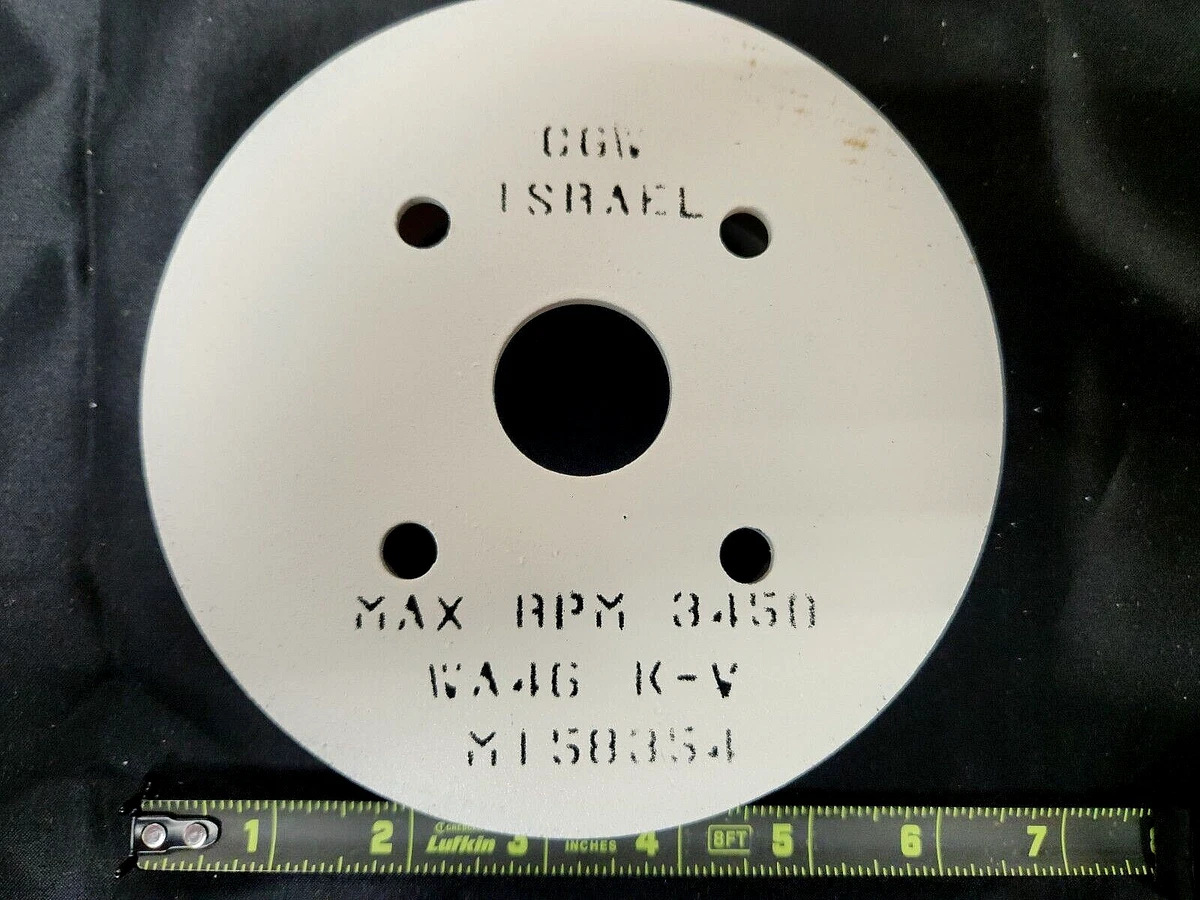 CGW
ISRAEL
MAX RPM 3450
WA46 K-V
M158354
1 2 Lufkin 3 INCHES 4 8FT 5 6 7